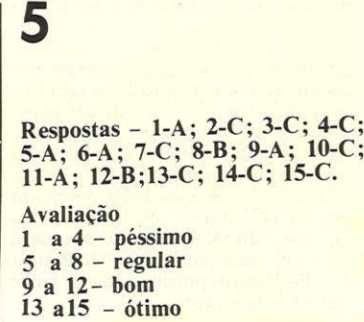 5
Respostas – 1-A; 2-C; 3-C; 4-C;
5-A; 6-A; 7-C; 8-B; 9-A; 10-C;
11-A; 12-B;13-C; 14-C; 15-C.
Avaliação
1 a 4 – péssimo
5 a 8 – regular
9 a 12– bom
13 a15 – ótimo